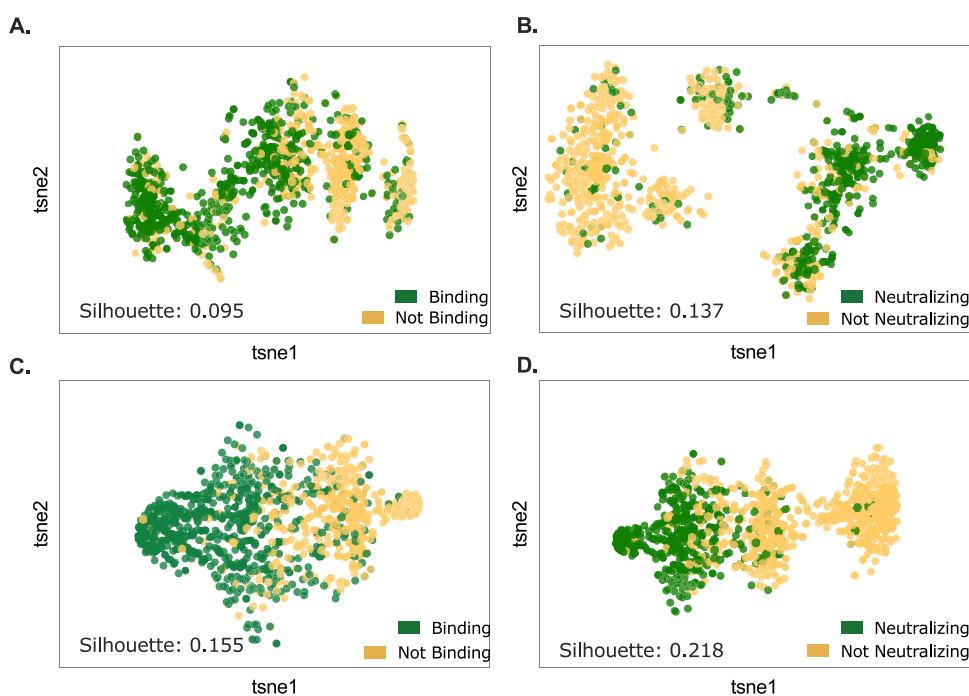 A.
tsne2
Silhouette: 0.095
Binding
Not Binding
tsne1
B.
tsne2
Silhouette: 0.137
Neutralizing
Not Neutralizing
tsne1
C.
tsne2
Silhouette: 0.155
Binding
Not Binding
tsne1
D.
tsne2
Silhouette: 0.218
Neutralizing
Not Neutralizing
tsne1